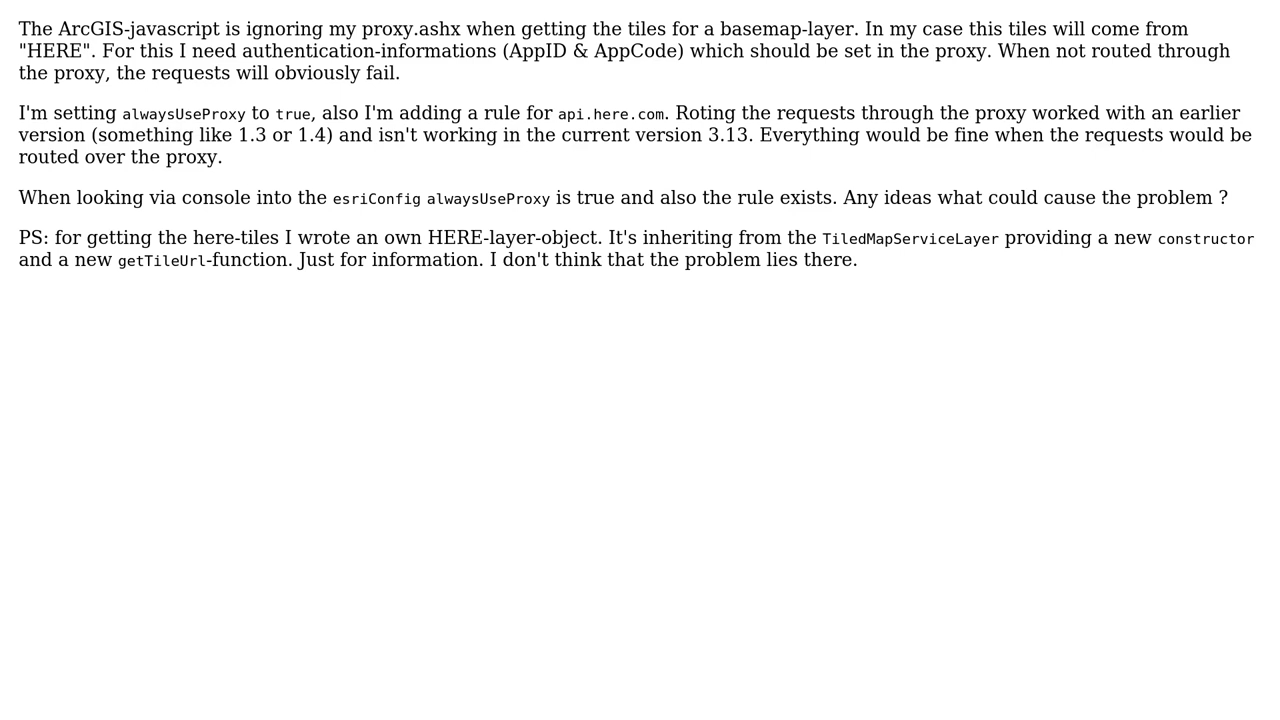 The ArcGIS-javascript is ignoring my proxy.ashx when getting the tiles for a basemap-layer. In my case this tiles will come from
"HERE". For this I need authentication-informations (AppID & AppCode) which should be set in the proxy. When not routed through
the proxy, the requests will obviously fail.
I'm setting alwaysUseProxy to true, also I'm adding a rule for api.here.com. Roting the requests through the proxy worked with an earlier
version (something like 1.3 or 1.4) and isn't working in the current version 3.13. Everything would be fine when the requests would be
routed over the proxy.
When looking via console into the esriConfig alwaysUseProxy is true and also the rule exists. Any ideas what could cause the problem ?
PS: for getting the here-tiles I wrote an own HERE-layer-object. It's inheriting from the TiledMapServiceLayer providing a new constructor
and a new getTileUrl-function. Just for information. I don't think that the problem lies there.